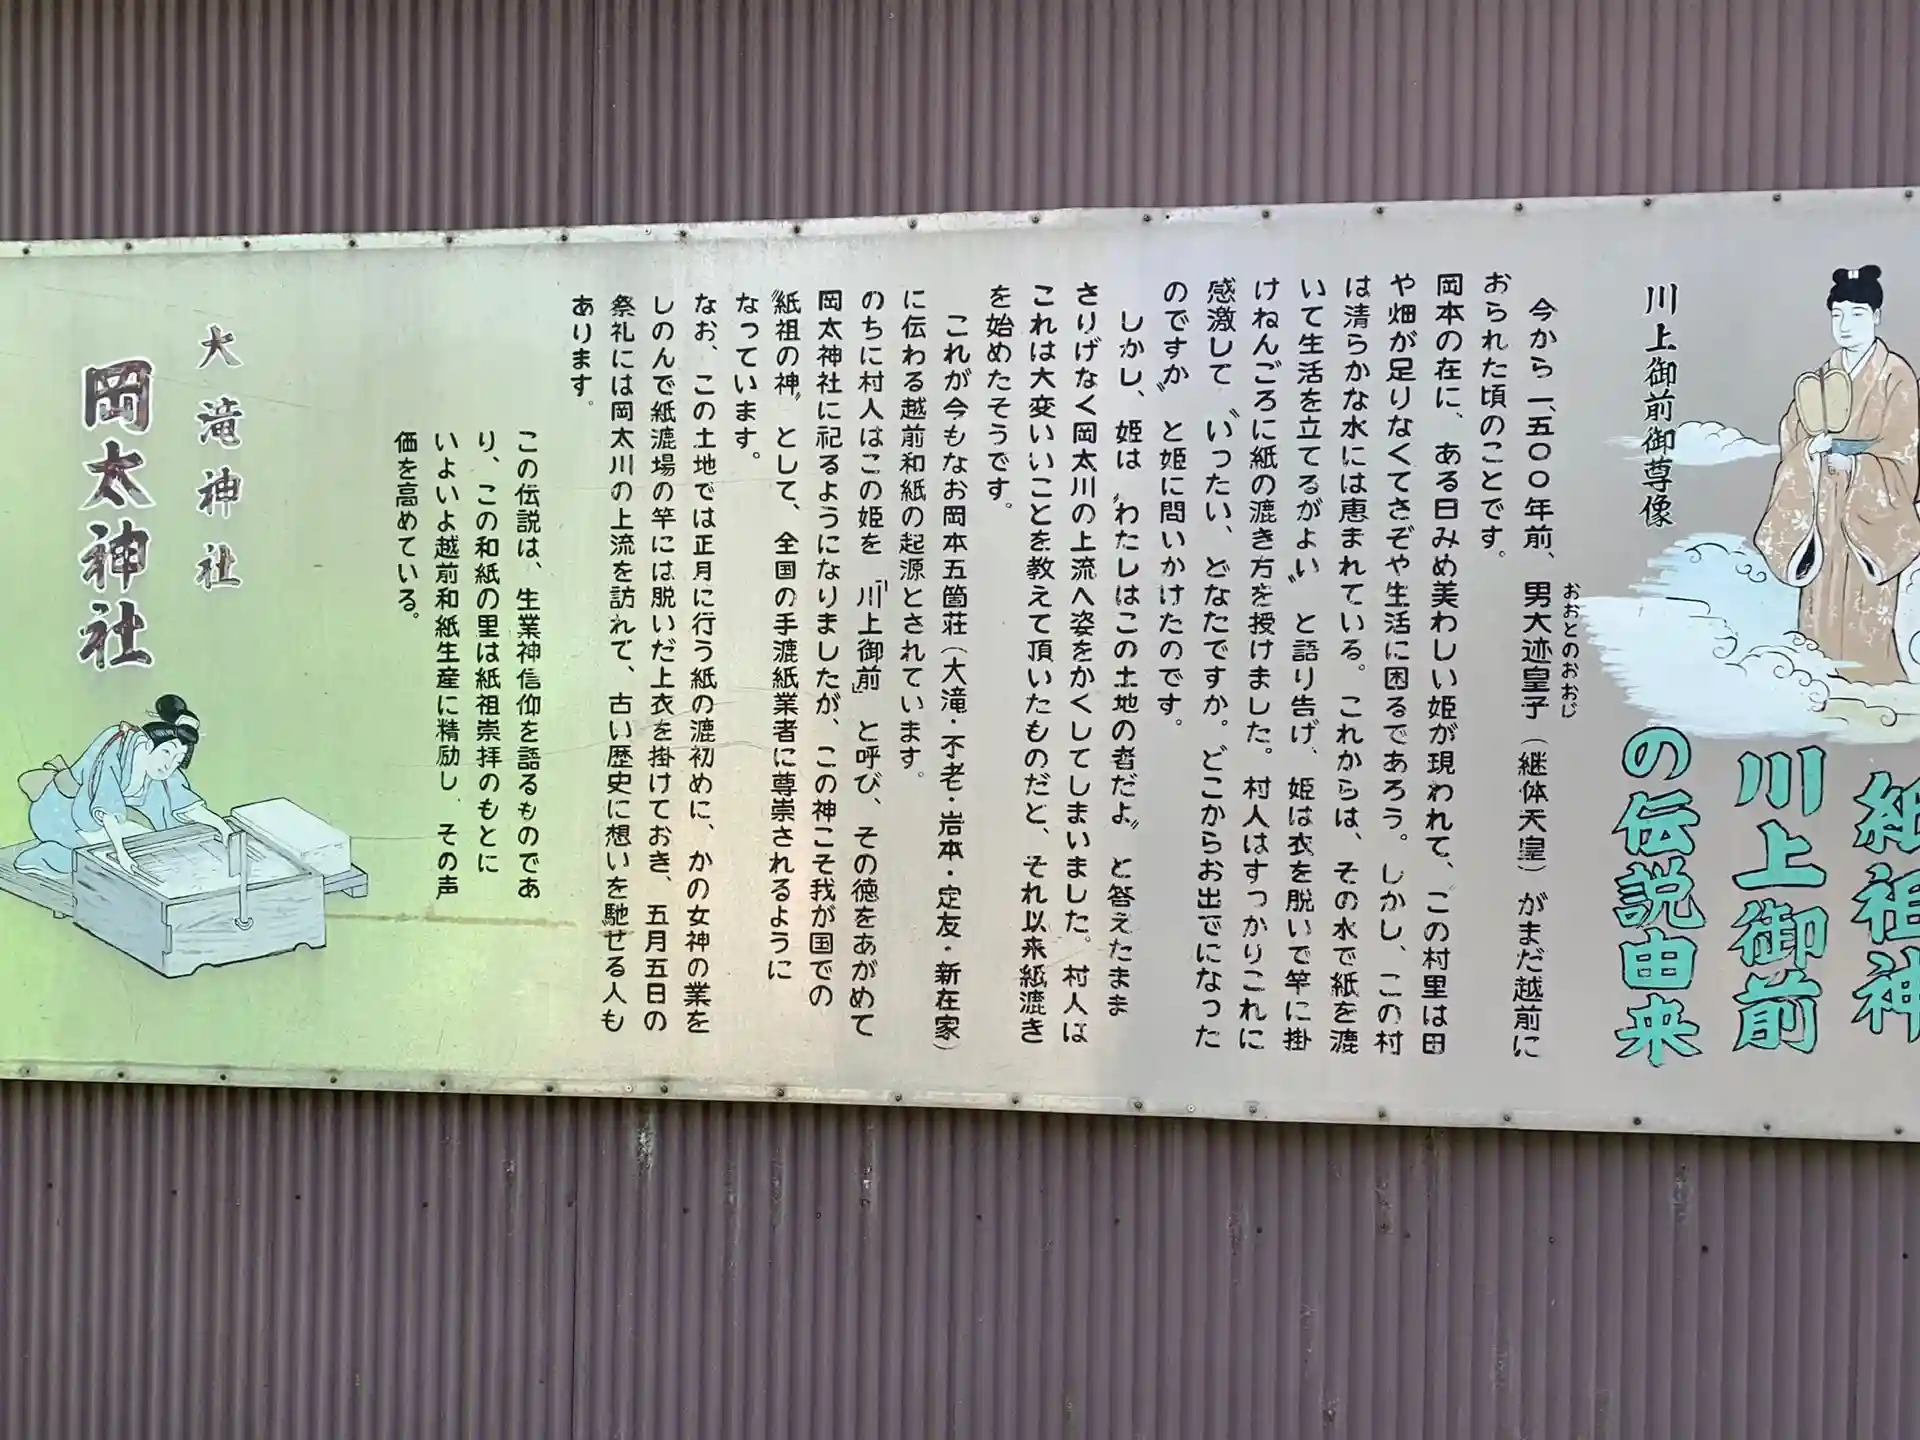 紙祖神
川上御前
の伝説由来
川上御前御尊像
今から一、五〇〇年前、男大迹皇子（継体天皇）がまだ越前に
おおとのおおじ
おられた頃のことです。
岡本の在に、ある日みめ美わしい姫が現われて、この村里は田
や畑が足りなくてさぞや生活に困るであろう。しかし、この村
は清らかな水には恵まれている。これからは、その水で紙を漉
いて生活を立てるがよい〟と語り告げ、姫は衣を脱いで竿に掛
けねんごろに紙の漉き方を授けました。村人はすっかりこれに
感激して〝いったい、どなたですか。どこからお出でになった
のですか〟と姫に問いかけたのです。
しかし、姫は〝わたしはこの土地の者だよ〟と答えたまま
さりげなく岡太川の上流へ姿をかくしてしまいました。村人は
これは大変いいことを教えて頂いたものだと、それ以来紙漉き
を始めたそうです。
これが今もなお岡本五箇荘（大滝・不老・岩本・定友・新在家）
に伝わる越前和紙の起源とされています。
のちに村人はこの姫を『川上御前』と呼び、その徳をあがめて
岡太神社に祀るようになりましたが、この神こそ我が国での
〝紙祖の神〟として、全国の手漉紙業者に尊崇されるように
なっています。
なお、この土地では正月に行う紙の漉初めに、かの女神の業を
しのんで紙漉場の竿には脱いだ上衣を掛けておき、五月五日の
祭礼には岡太川の上流を訪れて、古い歴史に想いを馳せる人も
あります。
この伝説は、生業神信仰を語るものであ
り、この和紙の里は紙祖崇拝のもとに
いよいよ越前和紙生産に精励し、その声
価を高めている。
大滝神社
岡太神社